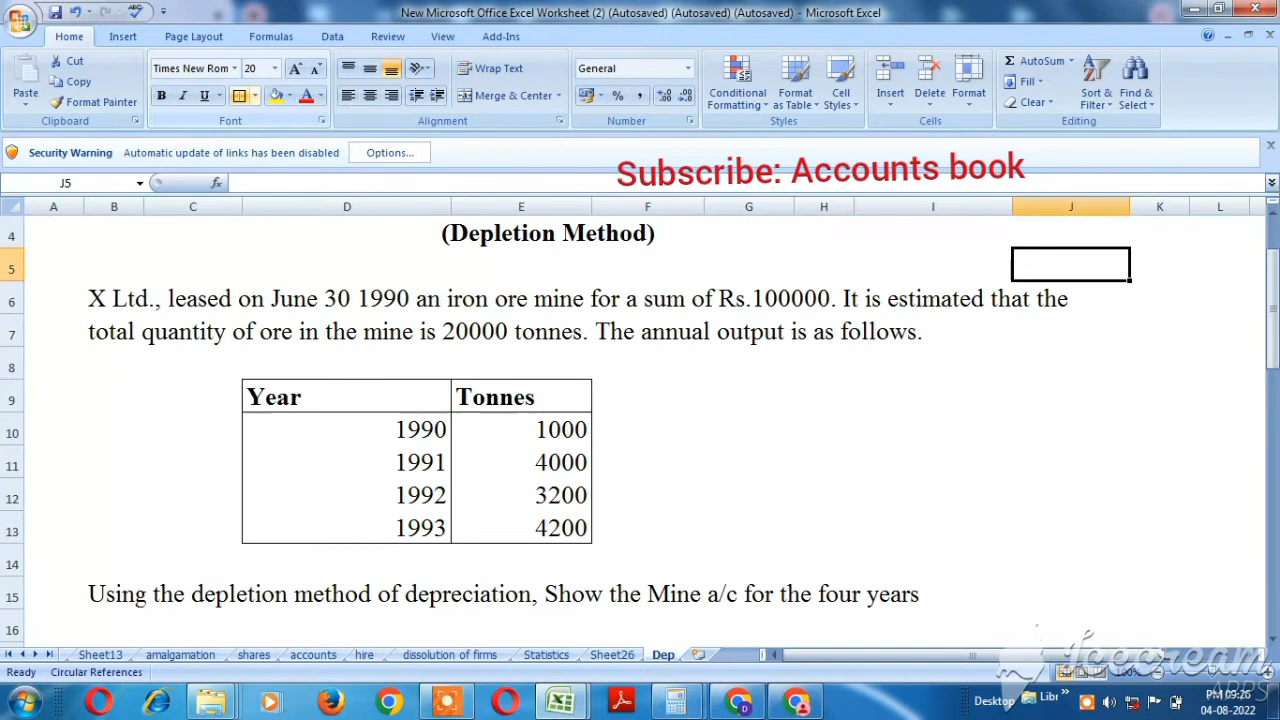 New Microsoft Office Excel Worksheet (2) (Autosaved) (Autosaved) (Autosaved) - Microsoft Excel
Home Insert Page Layout Formulas Data Review View Add-Ins
Paste Cut Copy Format Painter Clipboard
Times New Rom 20 A A B I U A Font
Wrap Text Merge & Center Alignment
General % , Number
Conditional Formatting Format as Table Cell Styles Styles
Insert Delete Format Cells
Σ AutoSum Fill Clear Sort & Filter Find & Select Editing
Security Warning Automatic update of links has been disabled Options...
Subscribe: Accounts book
J5 fx
A B C D E F G H I J K L
4 (Depletion Method)
5
6 X Ltd., leased on June 30 1990 an iron ore mine for a sum of Rs.100000. It is estimated that the
7 total quantity of ore in the mine is 20000 tonnes. The annual output is as follows.
8
9 Year Tonnes
10 1990 1000
11 1991 4000
12 1992 3200
13 1993 4200
14
15 Using the depletion method of depreciation, Show the Mine a/c for the four years
16
Sheet13 amalgamation shares accounts hire dissolution of firms Statistics Sheet26 Dep
Ready Circular References 100%
Icecream
APPS
Desktop Libr » PM 09:26
04-08-2022